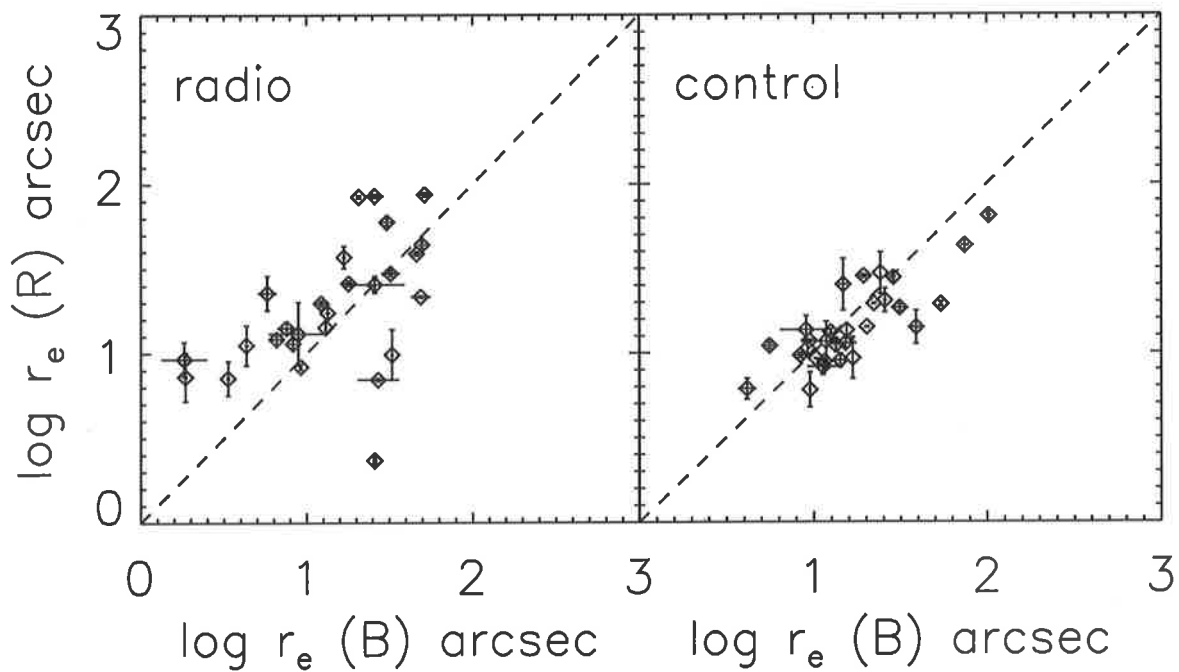 3
radio
control
2
1
0
log r_e (R) arcsec
0 1 2 3 1 2 3
log r_e (B) arcsec log r_e (B) arcsec